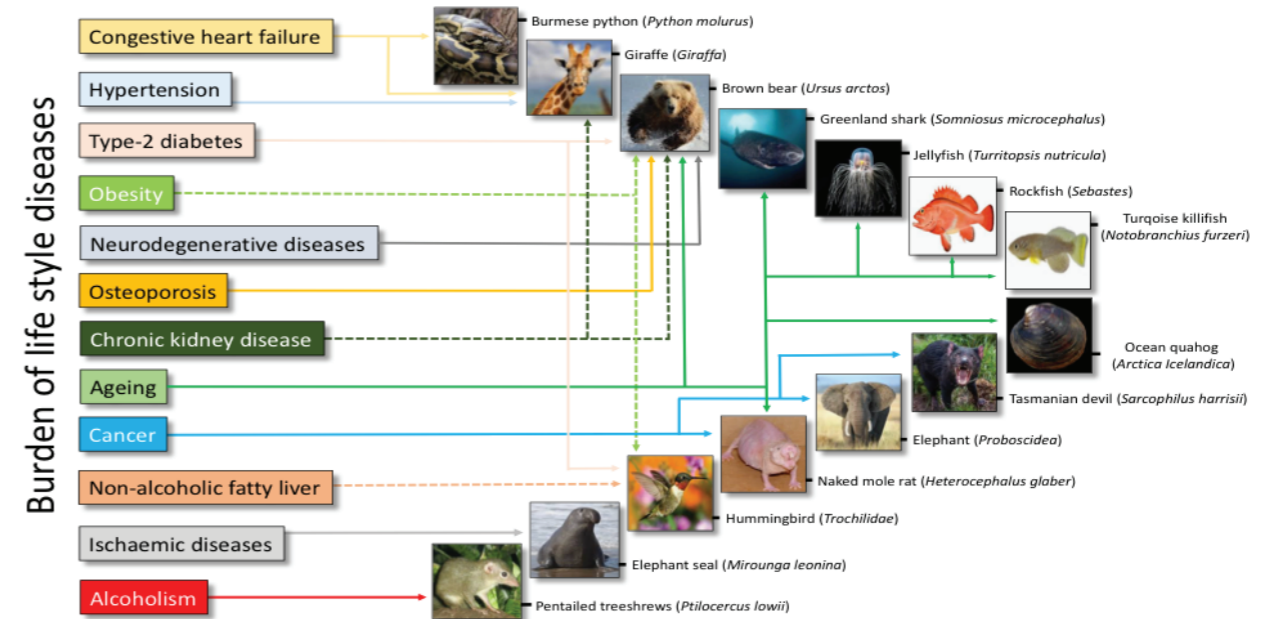 Burden of life style diseases
Congestive heart failure
Hypertension
Type-2 diabetes
Obesity
Neurodegenerative diseases
Osteoporosis
Chronic kidney disease
Ageing
Cancer
Non-alcoholic fatty liver
Ischaemic diseases
Alcoholism
Burmese python (Python molurus)
Giraffe (Giraffa)
Brown bear (Ursus arctos)
Greenland shark (Somniosus microcephalus)
Jellyfish (Turritopsis nutricula)
Rockfish (Sebastes)
Turqoise killifish
(Notobranchius furzeri)
Ocean quahog
(Arctica Icelandica)
Tasmanian devil (Sarcophilus harrisii)
Elephant (Proboscidea)
Naked mole rat (Heterocephalus glaber)
Hummingbird (Trochilidae)
Elephant seal (Mirounga leonina)
Pentailed treeshrews (Ptilocercus lowii)